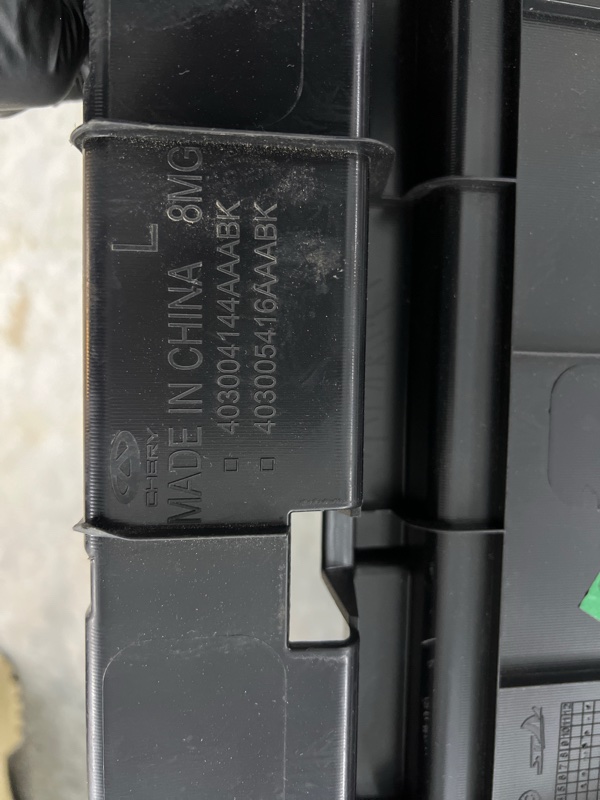 L
CHERY
MADE IN CHINA 8MG
403004144AAABK
403005416AAABK